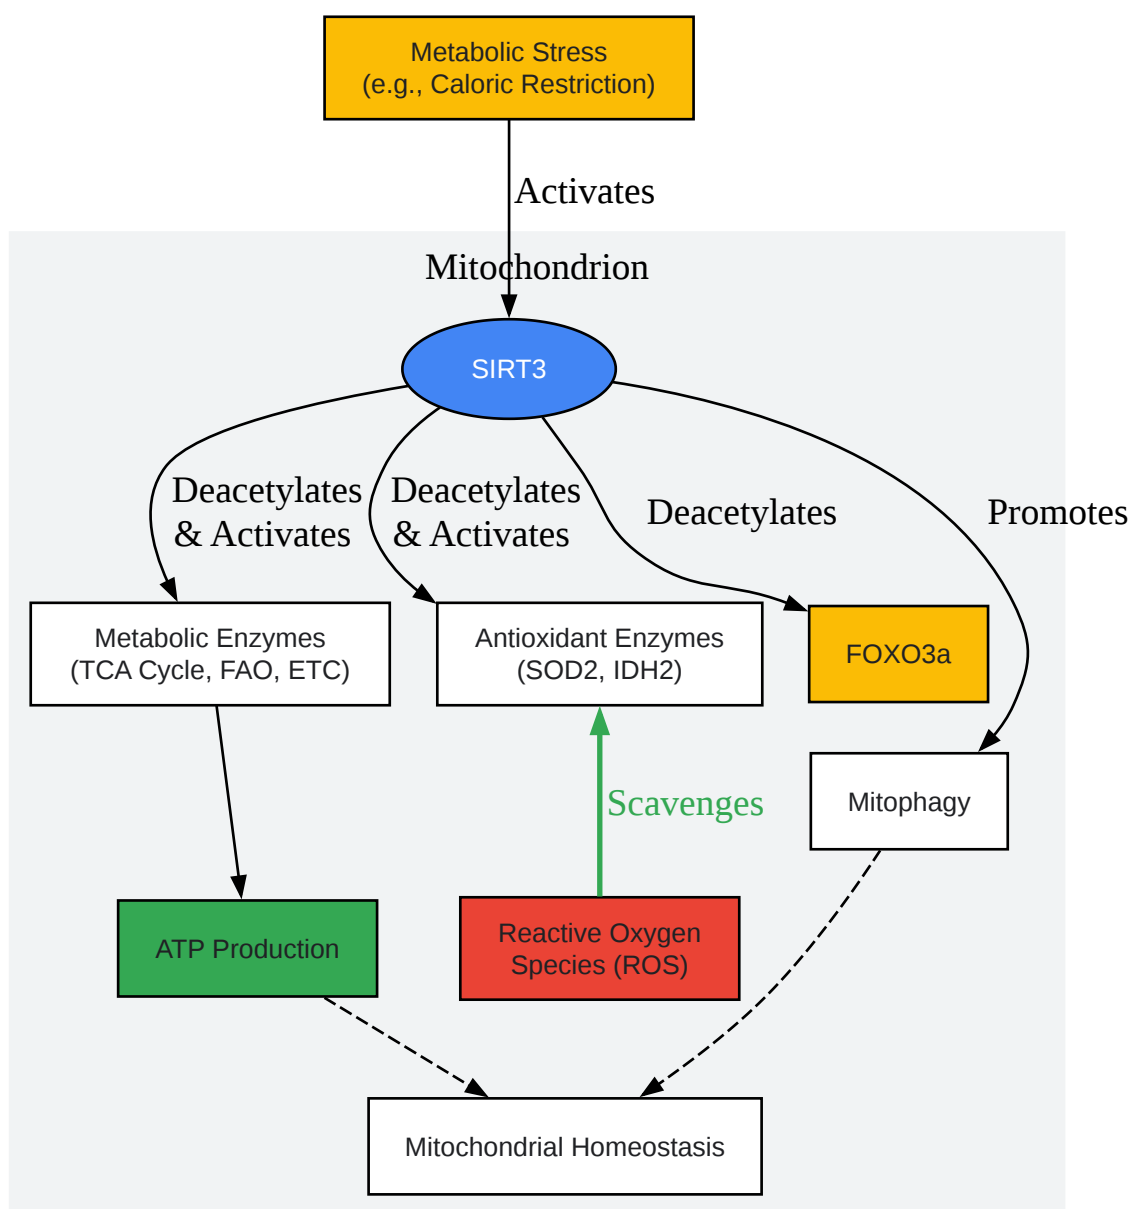 Metabolic Stress
(e.g., Caloric Restriction)
Activates
Mitochondrion
SIRT3
Deacetylates
& Activates
Deacetylates
& Activates
Deacetylates
Promotes
Metabolic Enzymes
(TCA Cycle, FAO, ETC)
Antioxidant Enzymes
(SOD2, IDH2)
FOXO3a
Scavenges
Mitophagy
ATP Production
Reactive Oxygen
Species (ROS)
Mitochondrial Homeostasis